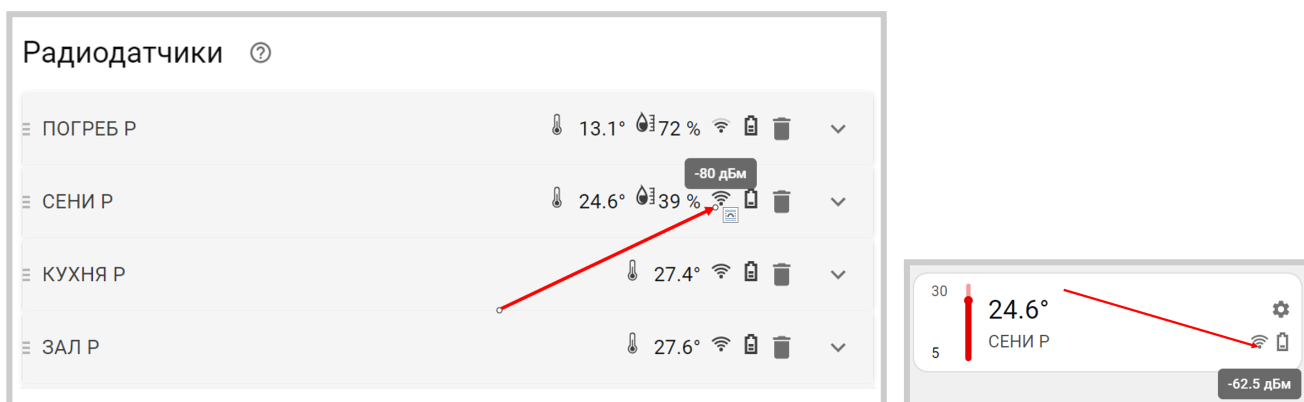 Радиодатчики
ПОГРЕБ Р 13.1° 72 %
-80 дБм
СЕНИ Р 24.6° 39 %
КУХНЯ Р 27.4°
ЗАЛ Р 27.6°
30
24.6°
СЕНИ Р
5
-62.5 дБм